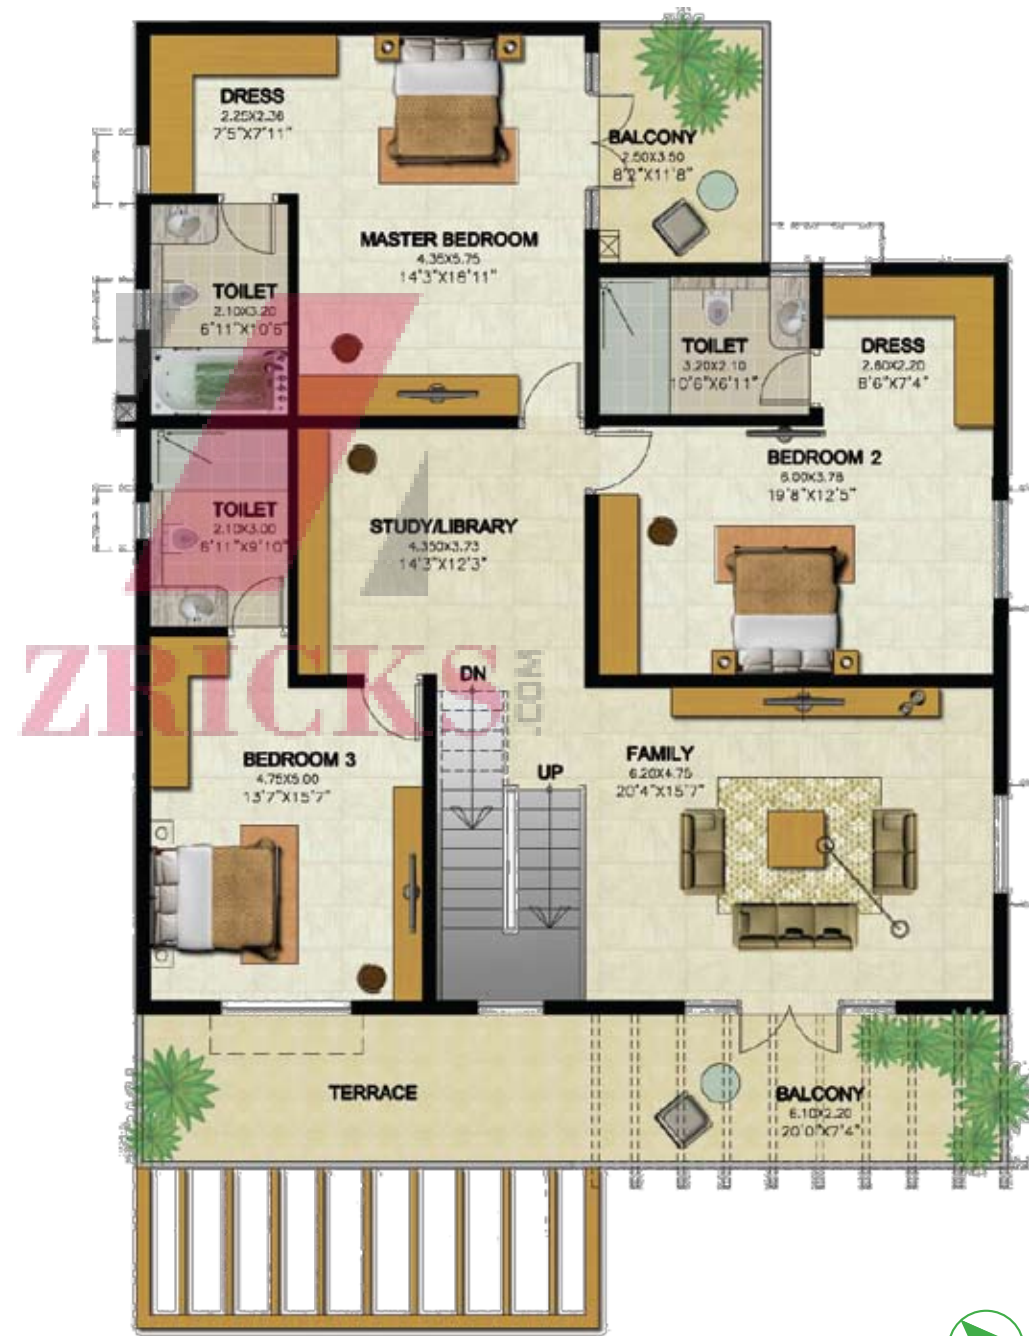 DRESS
2.25X2.36
7'5"X7'11"
BALCONY
2.50X3.50
8'2"X11'8"
MASTER BEDROOM
4.35X5.75
14'3"X18'11"
TOILET
2.10X3.20
6'11"X10'6"
TOILET
3.20X2.10
10'6"X6'11"
DRESS
2.60X2.20
8'6"X7'4"
BEDROOM 2
6.00X3.78
19'8"X12'5"
TOILET
2.10X3.00
6'11"X9'10"
STUDY/LIBRARY
4.350X3.73
14'3"X12'3"
ZRICKS
.COM
DN
UP
BEDROOM 3
4.75X5.00
13'7"X15'7"
FAMILY
6.20X4.75
20'4"X15'7"
TERRACE
BALCONY
6.10X2.20
20'0"X7'4"